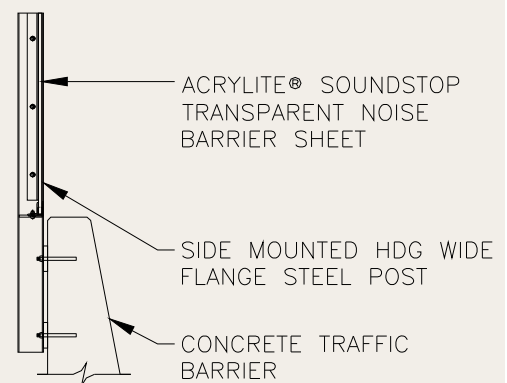 ACRYLITE® SOUNDSTOP
TRANSPARENT NOISE
BARRIER SHEET
SIDE MOUNTED HDG WIDE
FLANGE STEEL POST
CONCRETE TRAFFIC
BARRIER